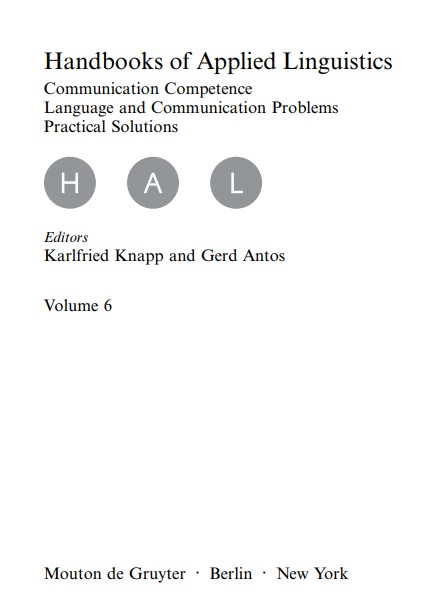 Handbooks of Applied Linguistics
Communication Competence
Language and Communication Problems
Practical Solutions
H A L
Editors
Karlfried Knapp and Gerd Antos
Volume 6
Mouton de Gruyter · Berlin · New York